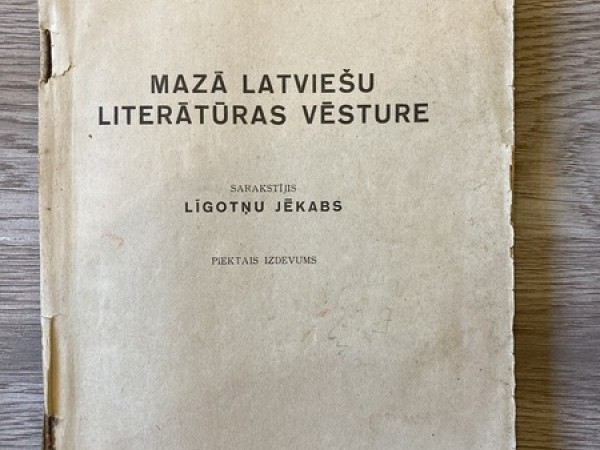 MAZĀ LATVIEŠU
LITERĀTŪRAS VĒSTURE
SARAKSTĪJIS
LĪGOTŅU JĒKABS
PIEKTAIS IZDEVUMS